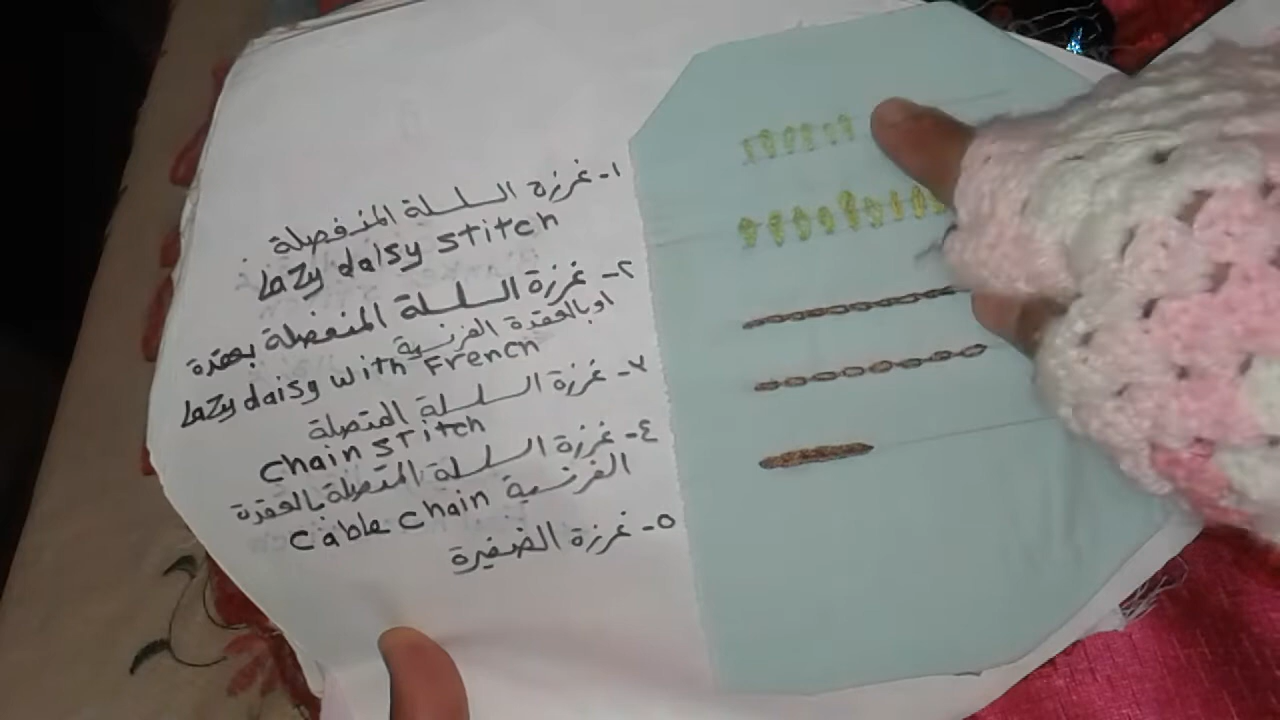 ١- غرزة السلسلة المنفصلة
Lazy daisy stitch
٢- غرزة السلسلة المنفصلة بعقدة
او بالعقدة الفرنسية
Lazy daisy with French
٣- غرزة السلسلة المتصلة
chain stitch
٤- غرزة السلسلة المتصلة بالعقدة
الفرنسية
cable chain
٥- غرزة الضفيرة